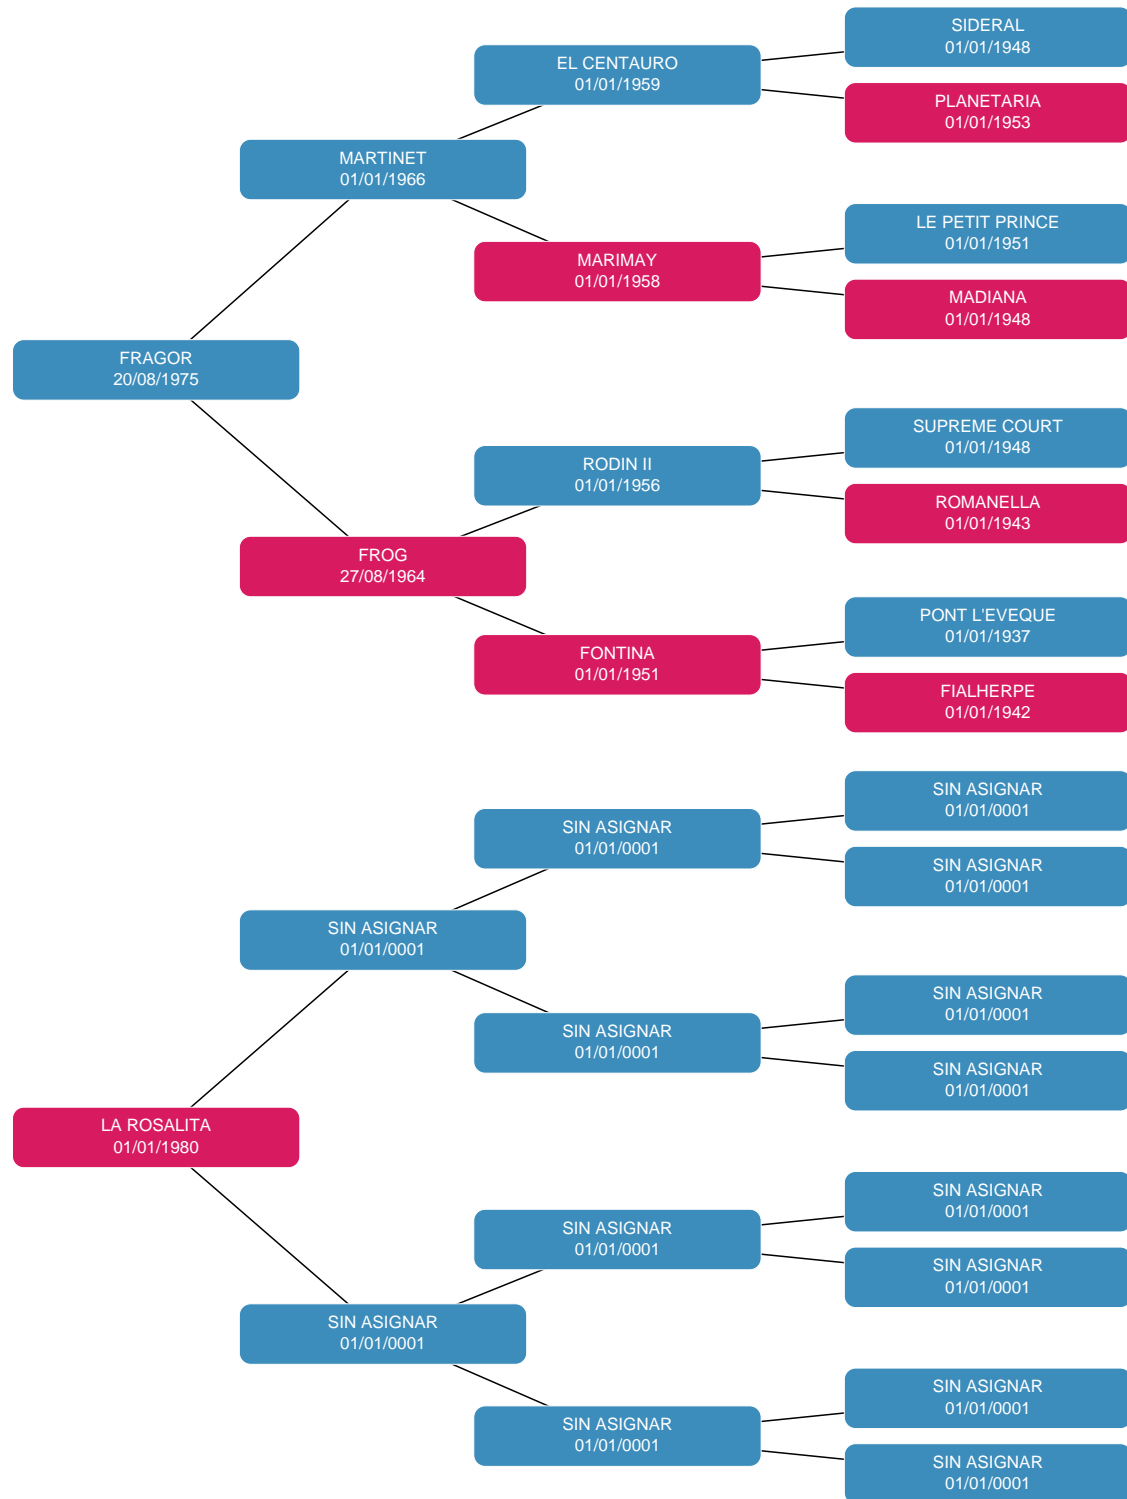 SIDERAL
01/01/1948
EL CENTAURO
01/01/1959
PLANETARIA
01/01/1953
MARTINET
01/01/1966
LE PETIT PRINCE
01/01/1951
MARIMAY
01/01/1958
MADIANA
01/01/1948
FRAGOR
20/08/1975
SUPREME COURT
01/01/1948
RODIN II
01/01/1956
ROMANELLA
01/01/1943
FROG
27/08/1964
PONT L'EVEQUE
01/01/1937
FONTINA
01/01/1951
FIALHERPE
01/01/1942
SIN ASIGNAR
01/01/0001
SIN ASIGNAR
01/01/0001
SIN ASIGNAR
01/01/0001
SIN ASIGNAR
01/01/0001
SIN ASIGNAR
01/01/0001
SIN ASIGNAR
01/01/0001
SIN ASIGNAR
01/01/0001
LA ROSALITA
01/01/1980
SIN ASIGNAR
01/01/0001
SIN ASIGNAR
01/01/0001
SIN ASIGNAR
01/01/0001
SIN ASIGNAR
01/01/0001
SIN ASIGNAR
01/01/0001
SIN ASIGNAR
01/01/0001
SIN ASIGNAR
01/01/0001